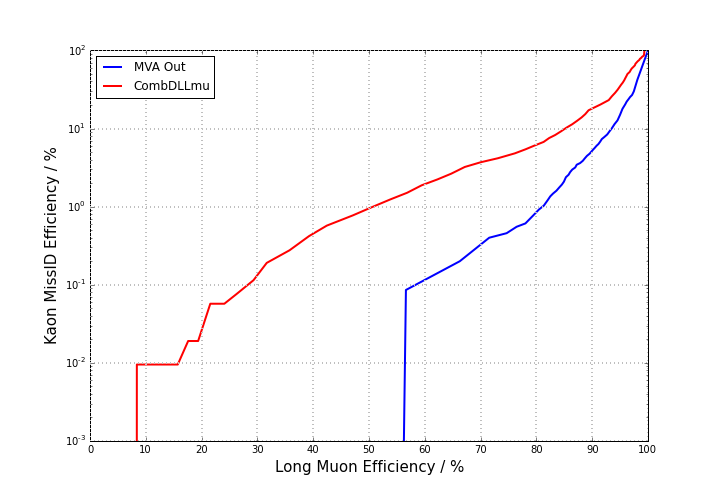 MVA Out
CombDLLmu
Kaon MissID Efficiency / %
10²
10¹
10⁰
10⁻¹
10⁻²
10⁻³
0 10 20 30 40 50 60 70 80 90 100
Long Muon Efficiency / %